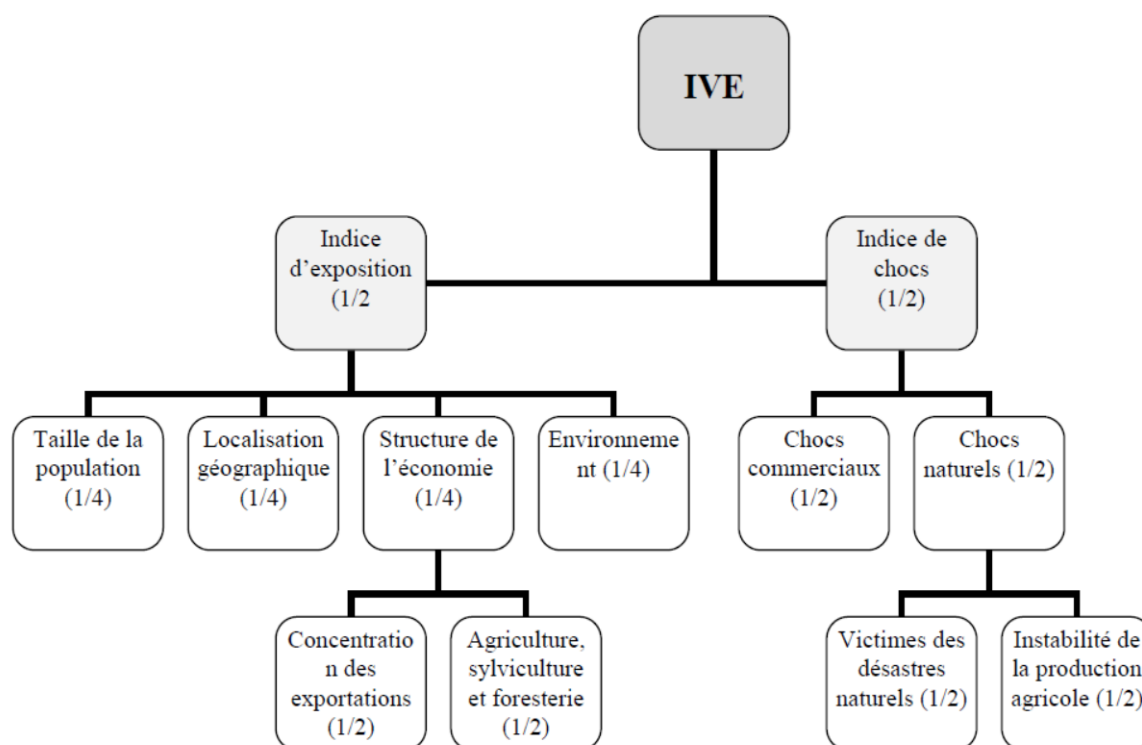 IVE
Indice
d’exposition
(1/2
Indice de
chocs
(1/2)
Taille de la
population
(1/4)
Localisation
géographique
(1/4)
Structure de
l’économie
(1/4)
Environneme
nt (1/4)
Chocs
commerciaux
(1/2)
Chocs
naturels (1/2)
Concentratio
n des
exportations
(1/2)
Agriculture,
sylviculture
et foresterie
(1/2)
Victimes des
désastres
naturels (1/2)
Instabilité de
la production
agricole (1/2)